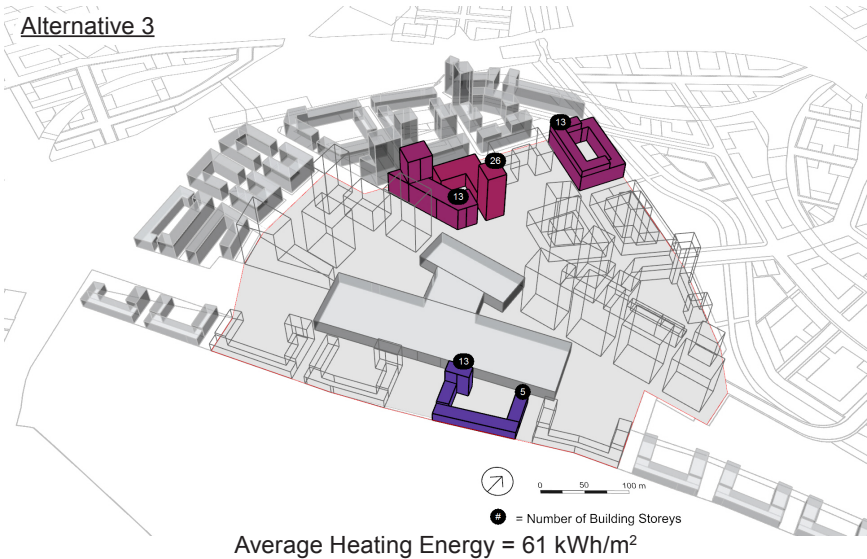 Alternative 3
13
26
13
13
5
0 50 100 m
# = Number of Building Storeys
Average Heating Energy = 61 kWh/m²